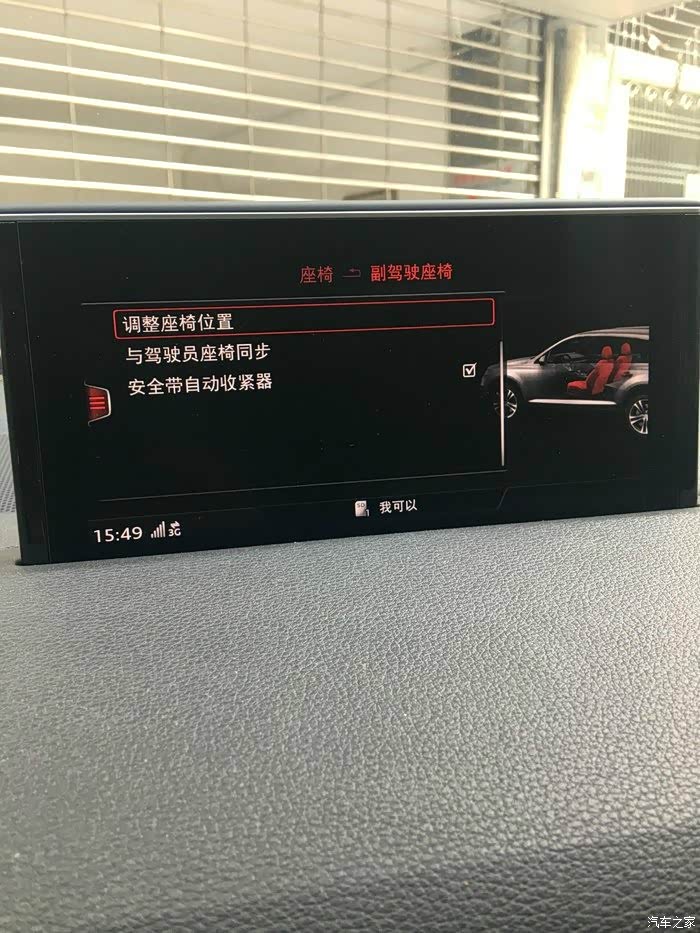 座椅 副驾驶座椅
调整座椅位置
与驾驶员座椅同步
安全带自动收紧器
SD 1 我可以
15:49 3G
汽车之家